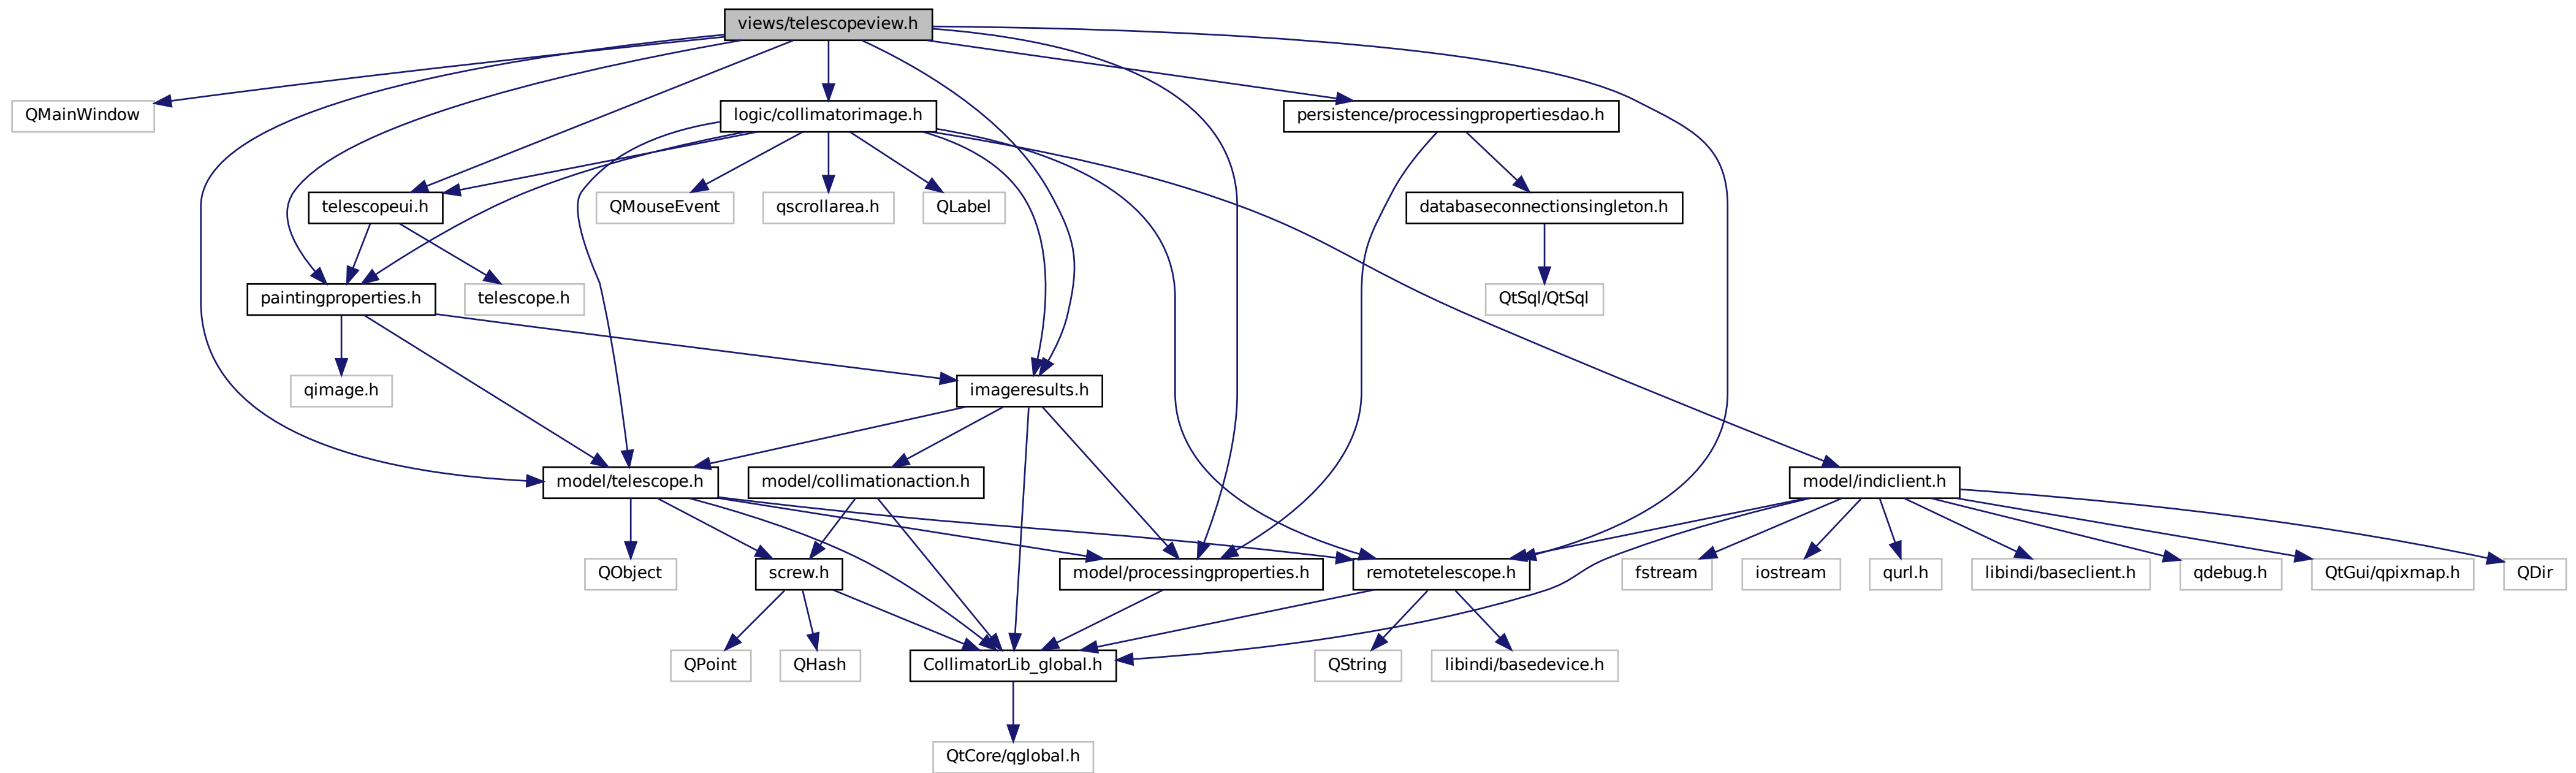 views/telescopeview.h
QMainWindow
logic/collimatorimage.h
persistence/processingpropertiesdao.h
telescopeui.h
QMouseEvent
qscrollarea.h
QLabel
databaseconnectionsingleton.h
paintingproperties.h
telescope.h
QtSql/QtSql
qimage.h
imageresults.h
model/telescope.h
model/collimationaction.h
model/indiclient.h
QObject
screw.h
model/processingproperties.h
remotetelescope.h
fstream
iostream
qurl.h
libindi/baseclient.h
qdebug.h
QtGui/qpixmap.h
QDir
QPoint
QHash
CollimatorLib_global.h
QString
libindi/basedevice.h
QtCore/qglobal.h